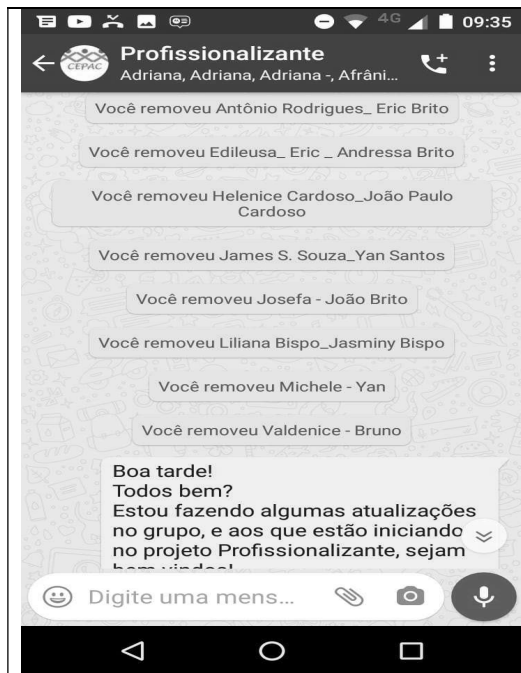 4G 09:35
CEPAC
Profissionalizante
Adriana, Adriana, Adriana -, Afrâni...
Você removeu Antônio Rodrigues_ Eric Brito
Você removeu Edileusa_ Eric _ Andressa Brito
Você removeu Helenice Cardoso_João Paulo
Cardoso
Você removeu James S. Souza_Yan Santos
Você removeu Josefa - João Brito
Você removeu Liliana Bispo_Jasminy Bispo
Você removeu Michele - Yan
Você removeu Valdenice - Bruno
Boa tarde!
Todos bem?
Estou fazendo algumas atualizações
no grupo, e aos que estão iniciando
no projeto Profissionalizante, sejam
bem vindos!
Digite uma mens...